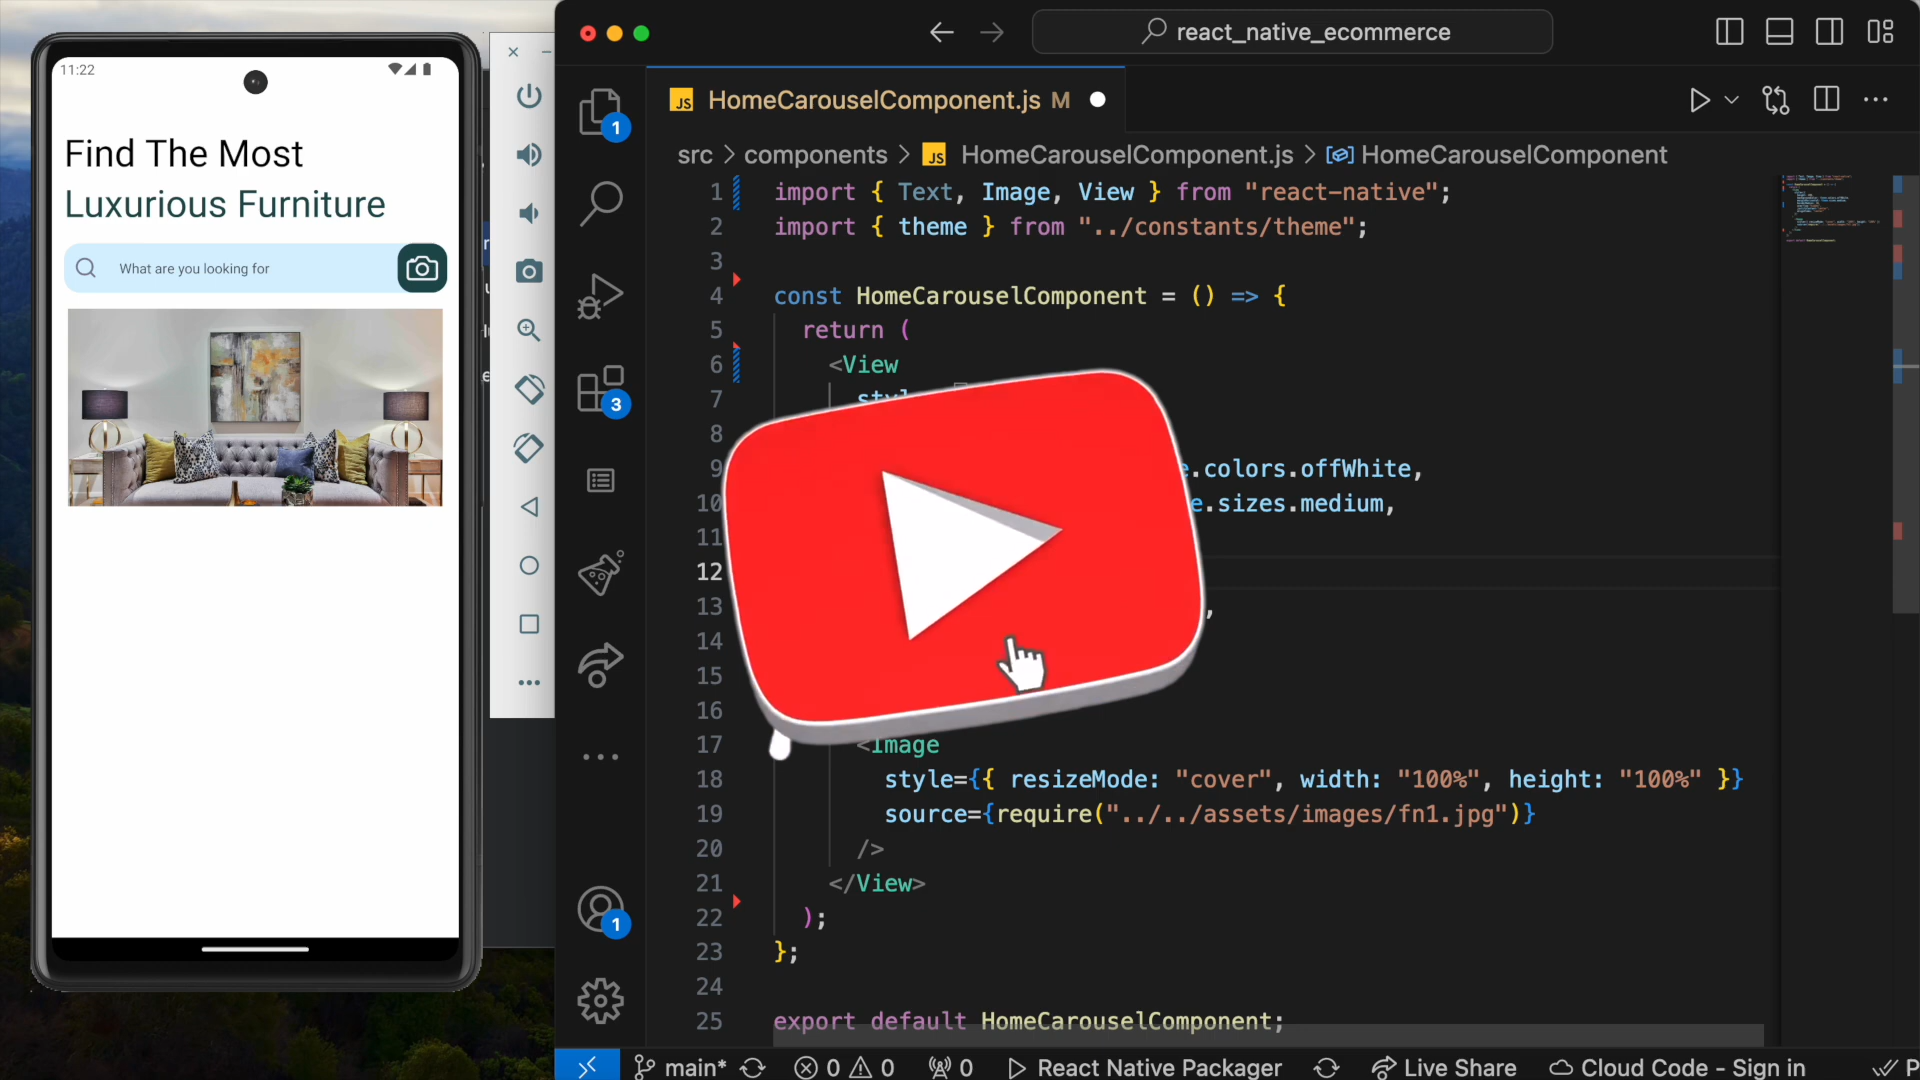 11:22
Find The Most
Luxurious Furniture
What are you looking for
react_native_ecommerce
JS HomeCarouselComponent.js M
1
src > components > JS HomeCarouselComponent.js > HomeCarouselComponent
1 import { Text, Image, View } from "react-native";
2 import { theme } from "../constants/theme";
3
4 const HomeCarouselComponent = () => {
5 return (
6 <View
7
8
9 .colors.offWhite,
10 .sizes.medium,
11
12
13 ,
14
15
16
17 <Image
18 style={{ resizeMode: "cover", width: "100%", height: "100%" }}
19 source={require("../../assets/images/fn1.jpg")}
20 />
21 </View>
22 );
23 };
24
25 export default HomeCarouselComponent;
3
1
main* 0 0 0 React Native Packager Live Share Cloud Code - Sign in